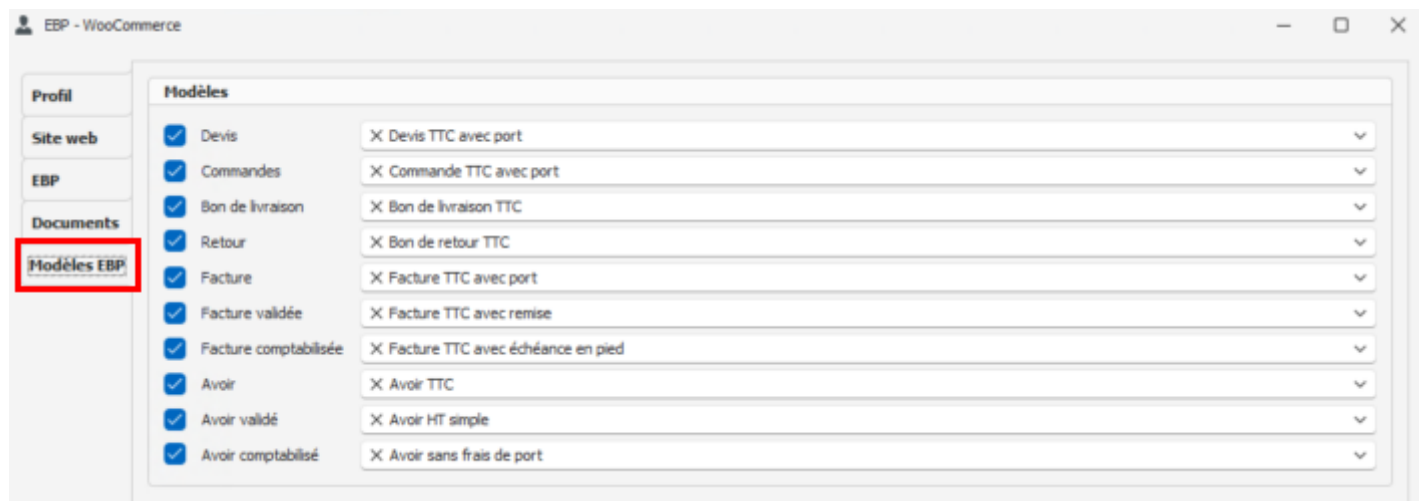 EBP - WooCommerce
Profil
Site web
EBP
Documents
Modèles EBP
Modèles
Devis Devis TTC avec port
Commandes Commande TTC avec port
Bon de livraison Bon de livraison TTC
Retour Bon de retour TTC
Facture Facture TTC avec port
Facture validée Facture TTC avec remise
Facture comptabilisée Facture TTC avec échéance en pied
Avoir Avoir TTC
Avoir validé Avoir HT simple
Avoir comptabilisé Avoir sans frais de port